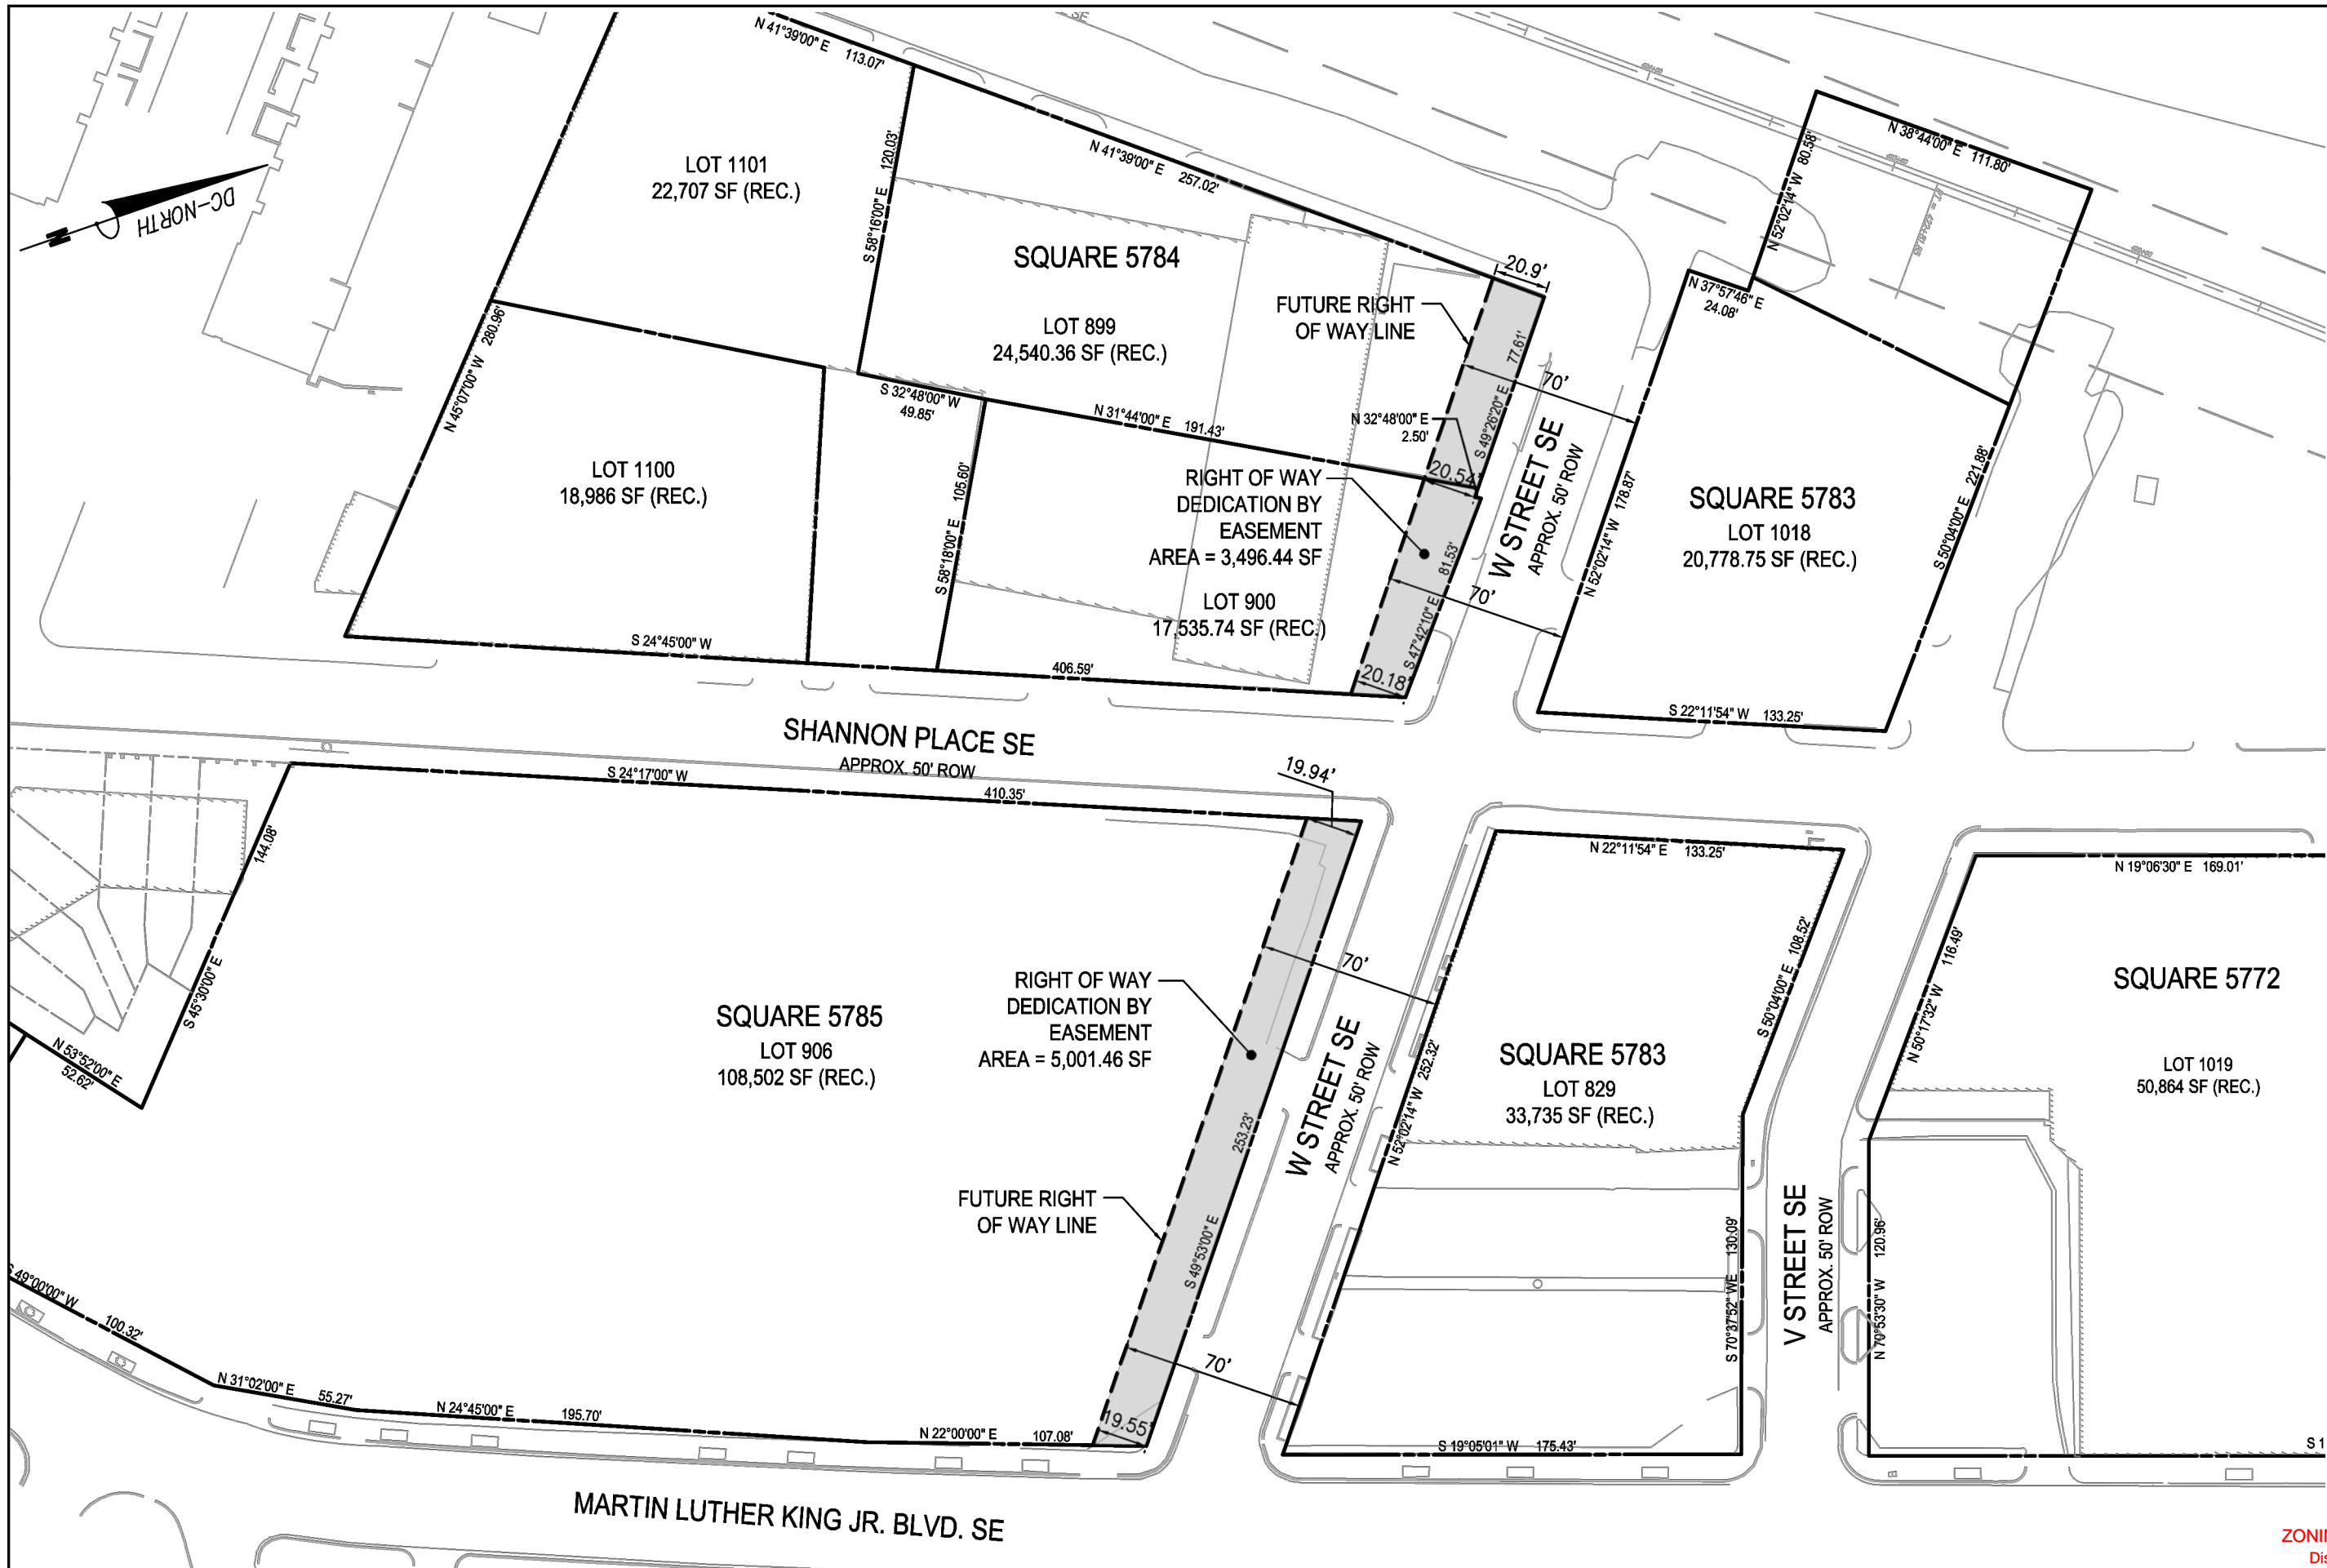 SE
N 41°39'00" E 113.07'
DC-NORTH
N
LOT 1101
22,707 SF (REC.)
S 58°16'00" E 120.03'
N 41°39'00" E 257.02'
SQUARE 5784
LOT 899
24,540.36 SF (REC.)
20.9'
FUTURE RIGHT
OF WAY LINE
77.61'
S 49°26'20" E
70'
N 32°48'00" E
2.50'
N 38°44'00" E 111.80'
N 52°02'14" W 80.58'
N 37°57'46" E
24.08'
N 45°07'00" W 280.96'
S 32°48'00" W
49.85'
N 31°44'00" E 191.43'
LOT 1100
18,986 SF (REC.)
S 58°18'00" E 105.60'
RIGHT OF WAY
DEDICATION BY
EASEMENT
AREA = 3,496.44 SF
20.54'
81.53'
S 47°42'10" E
LOT 900
17,535.74 SF (REC.)
70'
20.18'
W STREET SE
APPROX. 50' ROW
N 52°02'14" W 178.87'
SQUARE 5783
LOT 1018
20,778.75 SF (REC.)
S 50°04'00" E 221.88'
S 24°45'00" W
406.59'
S 22°11'54" W 133.25'
SHANNON PLACE SE
APPROX. 50' ROW
S 24°17'00" W
410.35'
19.94'
N 22°11'54" E 133.25'
N 19°06'30" E 169.01'
144.08'
S 45°30'00" E
N 53°52'00" E
52.62'
SQUARE 5785
LOT 906
108,502 SF (REC.)
RIGHT OF WAY
DEDICATION BY
EASEMENT
AREA = 5,001.46 SF
70'
253.23'
S 49°53'00" E
W STREET SE
APPROX. 50' ROW
N 52°02'14" W 252.32'
SQUARE 5783
LOT 829
33,735 SF (REC.)
S 50°04'00" E 108.52'
N 50°17'32" W 116.49'
SQUARE 5772
LOT 1019
50,864 SF (REC.)
FUTURE RIGHT
OF WAY LINE
S 70°37'52" WE 130.09'
V STREET SE
APPROX. 50' ROW
N 70°53'30" W 120.96'
S 49°00'00" W
100.32'
N 31°02'00" E 55.27'
N 24°45'00" E 195.70'
N 22°00'00" E 107.08'
70'
19.55'
S 19°05'01" W 175.43'
S 1
MARTIN LUTHER KING JR. BLVD. SE